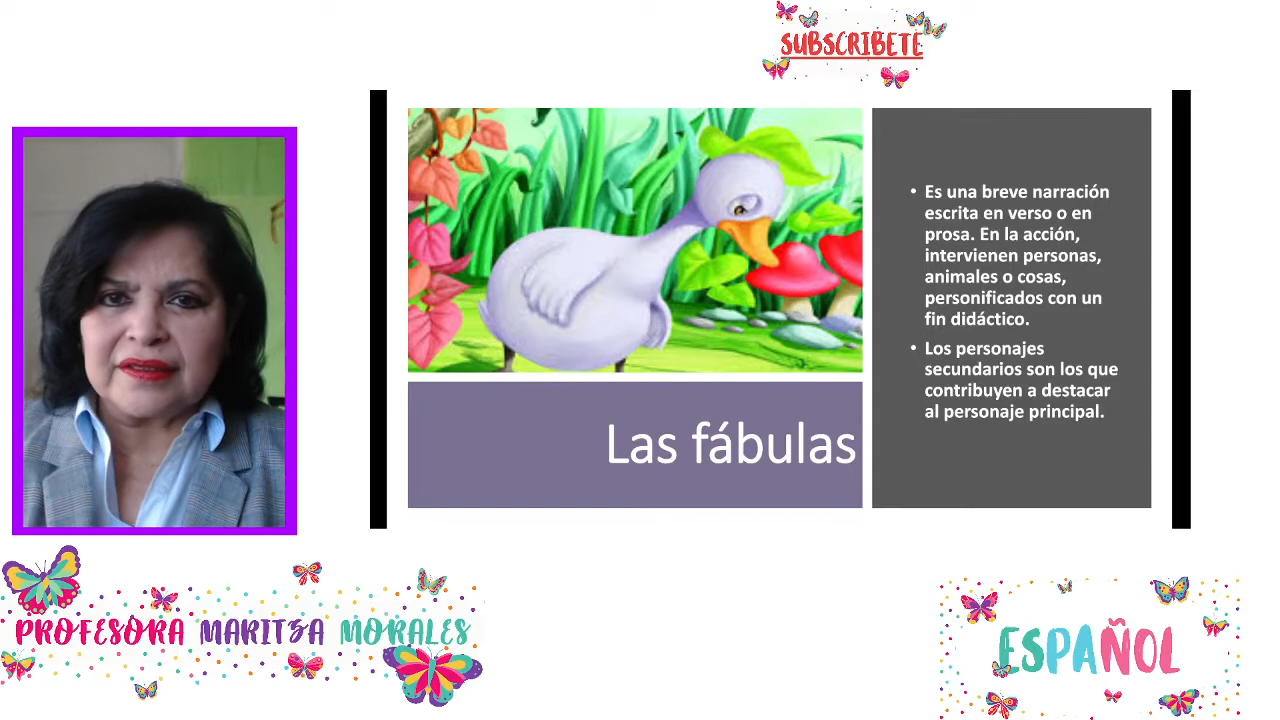 SUBSCRIBETE
• Es una breve narración
escrita en verso o en
prosa. En la acción,
intervienen personas,
animales o cosas,
personificados con un
fin didáctico.
• Los personajes
secundarios son los que
contribuyen a destacar
al personaje principal.
Las fábulas
PROFESORA MARITZA MORALES
ESPAÑOL